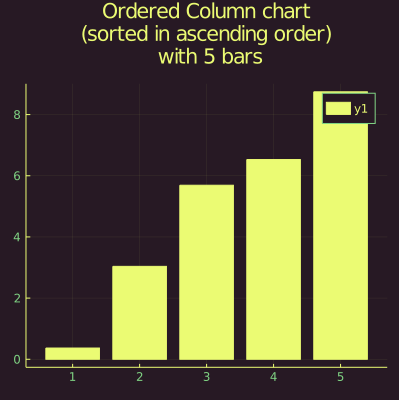 Ordered Column chart
(sorted in ascending order)
with 5 bars
8
6
4
2
0
y1
1 2 3 4 5